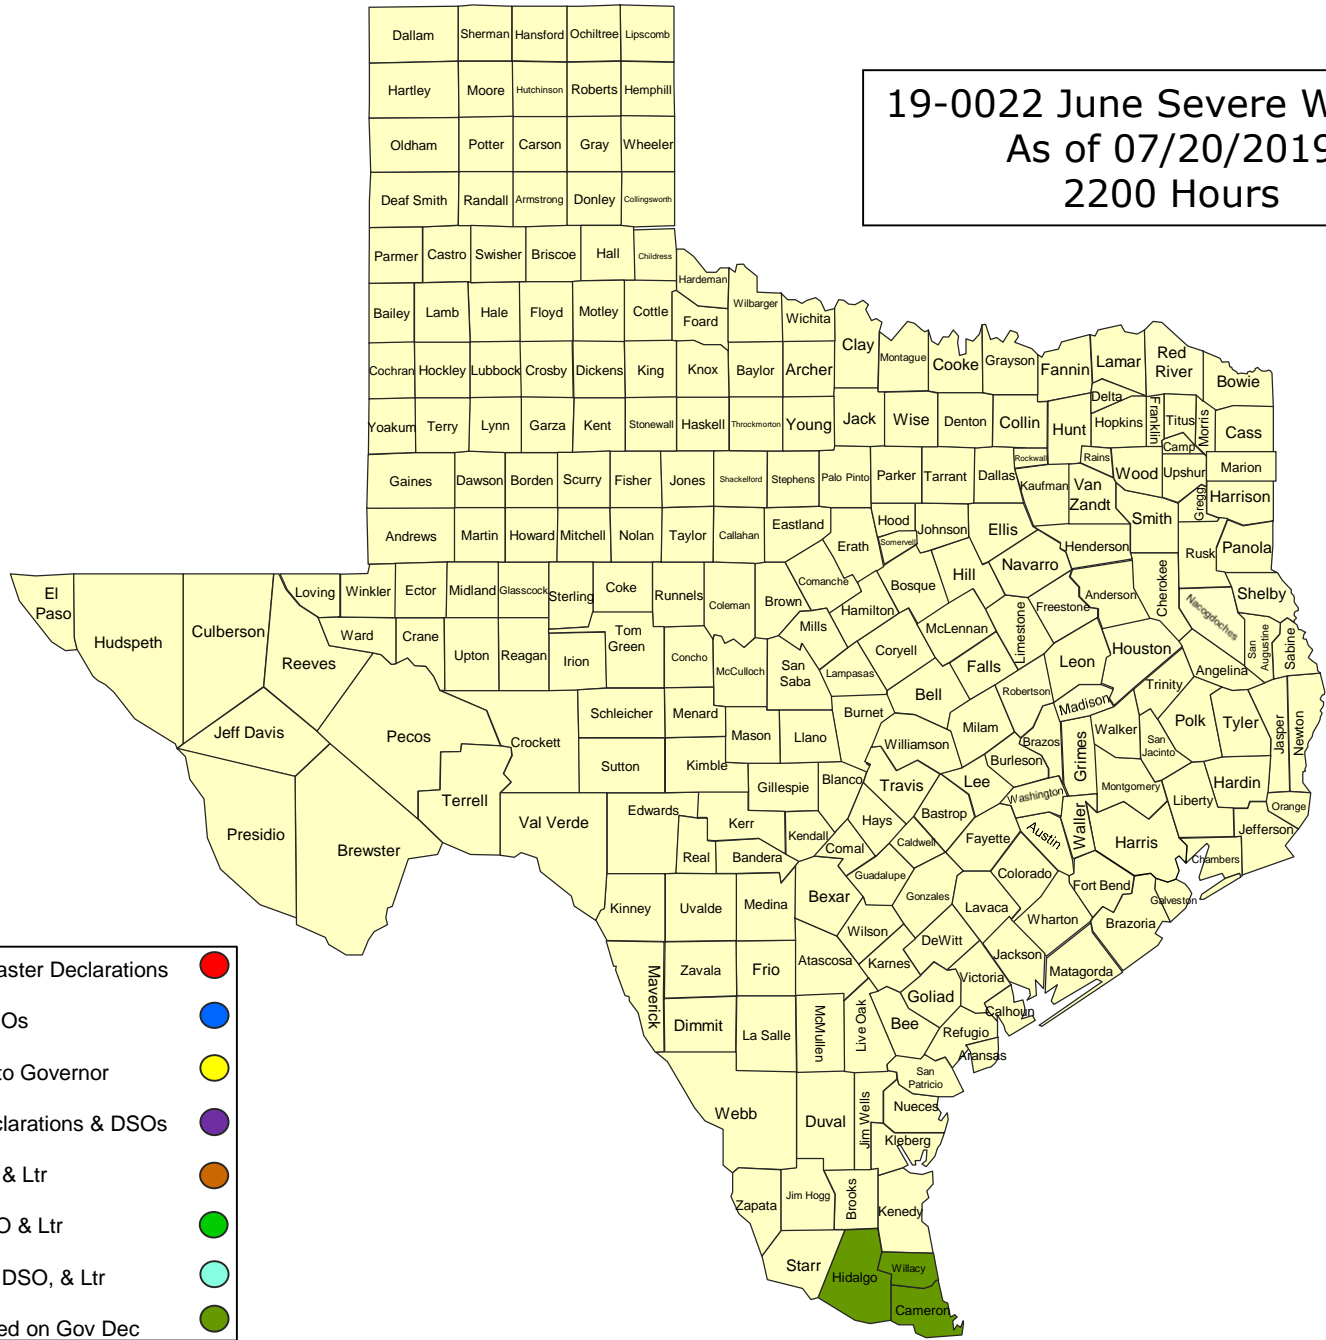 Dallam Sherman Hansford Ochiltree Lipscomb
Hartley Moore Hutchinson Roberts Hemphill
19-0022 June Severe W
As of 07/20/2019
2200 Hours
Oldham Potter Carson Gray Wheeler
Deaf Smith Randall Armstrong Donley Collingsworth
Parmer Castro Swisher Briscoe Hall Childress
Hardeman
Bailey Lamb Hale Floyd Motley Cottle Foard Wilbarger Wichita
Clay Montague Cooke Grayson Fannin Lamar Red
River Bowie
Cochran Hockley Lubbock Crosby Dickens King Knox Baylor Archer
Delta
Yoakum Terry Lynn Garza Kent Stonewall Haskell Throckmorton Young Jack Wise Denton Collin Hunt Hopkins Franklin Titus Morris Cass
Camp
Gaines Dawson Borden Scurry Fisher Jones Shackelford Stephens Palo Pinto Parker Tarrant Dallas Rockwall Kaufman Rains Van
Zandt Wood Upshur Marion
Gregg Harrison
Andrews Martin Howard Mitchell Nolan Taylor Callahan Eastland Erath Hood Somervell Johnson Ellis Henderson Smith Rusk Panola
El
Paso Hudspeth Culberson Loving Winkler Ector Midland Glasscock Sterling Coke Runnels Coleman Brown Comanche Bosque Hill Navarro Anderson Cherokee Nacogdoches Shelby
Hamilton Freestone Limestone
Reeves Ward Crane Upton Reagan Irion Tom
Green Concho McCulloch San
Saba Mills Lampasas Coryell McLennan Falls Leon Houston Angelina San
Augustine Sabine
Jeff Davis Pecos Crockett Schleicher Menard Mason Llano Burnet Bell Milam Robertson Madison Trinity
Walker San
Jacinto Polk Tyler Jasper Newton
Sutton Kimble Gillespie Blanco Williamson Travis Lee Burleson Brazos Grimes
Washington Montgomery Liberty Hardin Orange
Presidio Brewster Terrell Val Verde Edwards Kerr Real Bandera Kendall Comal Hays Caldwell Bastrop Fayette Austin Waller Harris Jefferson
Chambers
Kinney Uvalde Medina Bexar Guadalupe Gonzales Lavaca Colorado Fort Bend Galveston
Wharton Brazoria
Maverick Zavala Frio Atascosa Wilson Karnes DeWitt Jackson Matagorda
Victoria
Dimmit La Salle McMullen Live Oak Bee Goliad Refugio Calhoun
Aransas
San
Patricio
Webb Duval Jim Wells Nueces
Kleberg
Zapata Jim Hogg Brooks Kenedy
Starr Hidalgo Willacy
Cameron
aster Declarations
Os
to Governor
clarations & DSOs
& Ltr
O & Ltr
DSO, & Ltr
ed on Gov Dec